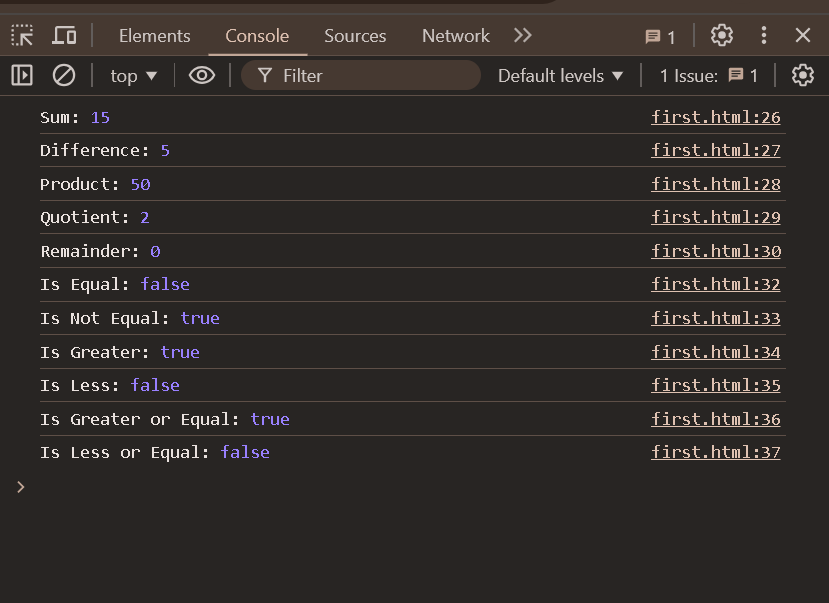 Elements Console Sources Network 1
top Filter Default levels 1 Issue: 1
Sum: 15 first.html:26
Difference: 5 first.html:27
Product: 50 first.html:28
Quotient: 2 first.html:29
Remainder: 0 first.html:30
Is Equal: false first.html:32
Is Not Equal: true first.html:33
Is Greater: true first.html:34
Is Less: false first.html:35
Is Greater or Equal: true first.html:36
Is Less or Equal: false first.html:37